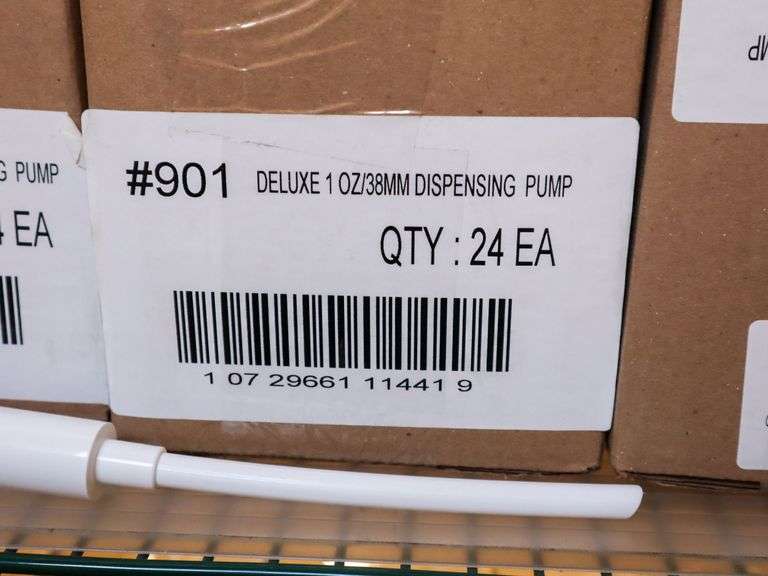 #901 DELUXE 1 OZ/38MM DISPENSING PUMP
QTY : 24 EA
1 07 29661 11441 9
PUMP
EA